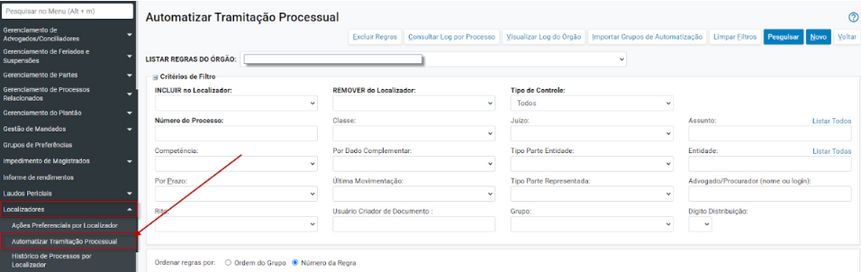 Pesquisar no Menu (Alt + m)
Gerenciamento de
Advogados/Conciliadores
Gerenciamento de Feriados e
Suspensões
Gerenciamento de Partes
Gerenciamento de Processos
Relacionados
Gerenciamento do Plantão
Gestão de Mandados
Grupos de Preferências
Impedimento de Magistrados
Informe de rendimentos
Laudos Periciais
Localizadores
Ações Preferenciais por Localizador
Automatizar Tramitação Processual
Histórico de Processos por
Localizador
Automatizar Tramitação Processual
Excluir Regras Consultar Log por Processo Visualizar Log do Órgão Importar Grupos de Automatização Limpar Filtros Pesquisar Novo Voltar
LISTAR REGRAS DO ÓRGÃO:
Critérios de Filtro
INCLUIR no Localizador: REMOVER do Localizador: Tipo de Controle:
Todos
Número do Processo: Classe: Juízo: Assunto: Listar Todos
Competência: Por Dado Complementar: Tipo Parte Entidade: Entidade: Listar Todos
Por Prazo: Última Movimentação: Tipo Parte Representada: Advogado/Procurador (nome ou login):
Rito: Usuário Criador de Documento : Grupo: Dígito Distribuição:
Ordenar regras por: Ordem do Grupo Número da Regra